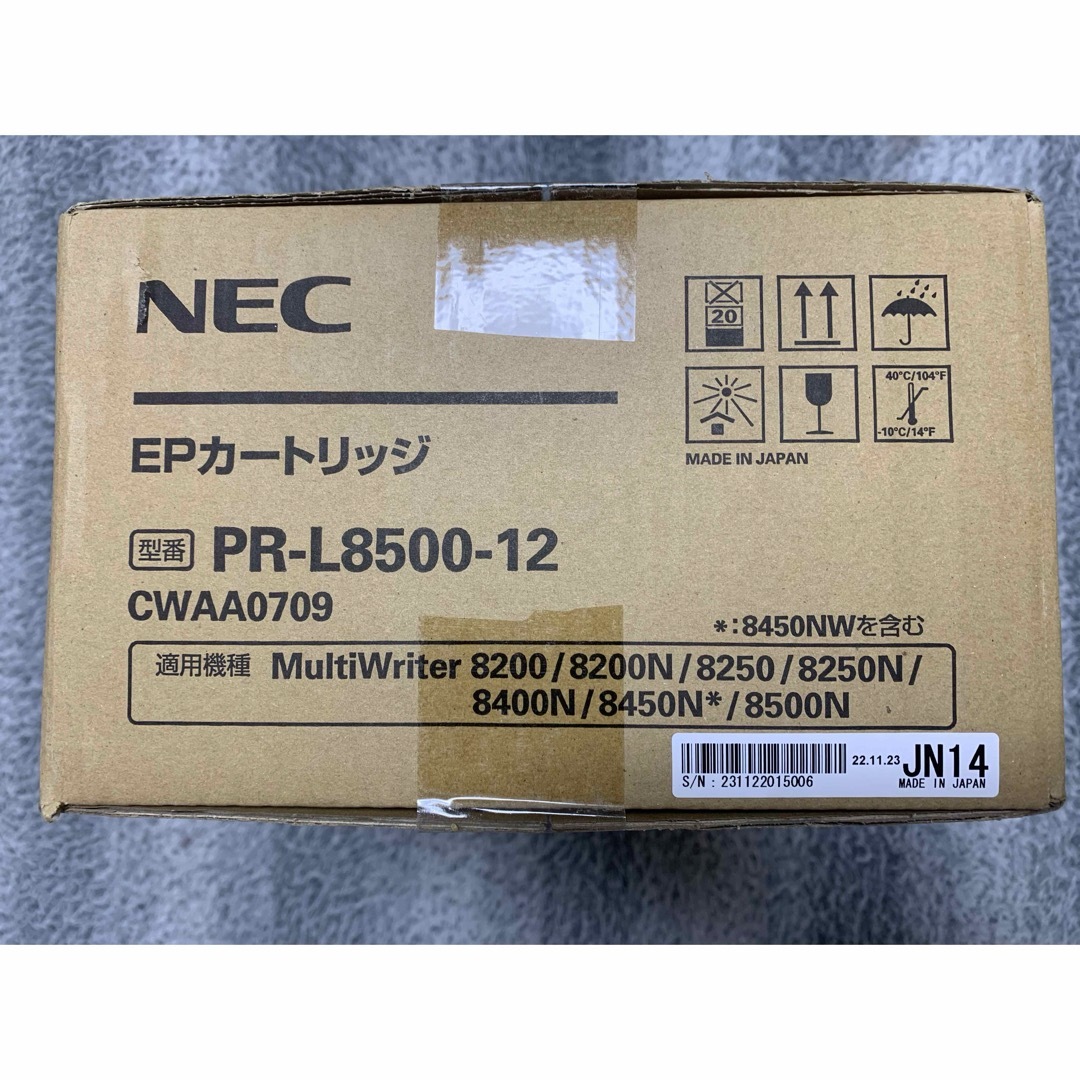 NEC
20
40°C/104°F
-10°C/14°F
MADE IN JAPAN
EPカートリッジ
型番 PR-L8500-12
CWAA0709
*:8450NWを含む
適用機種 MultiWriter 8200/8200N/8250/8250N/
8400N/8450N*/8500N
22.11.23 JN14
S/N : 231122015006 MADE IN JAPAN